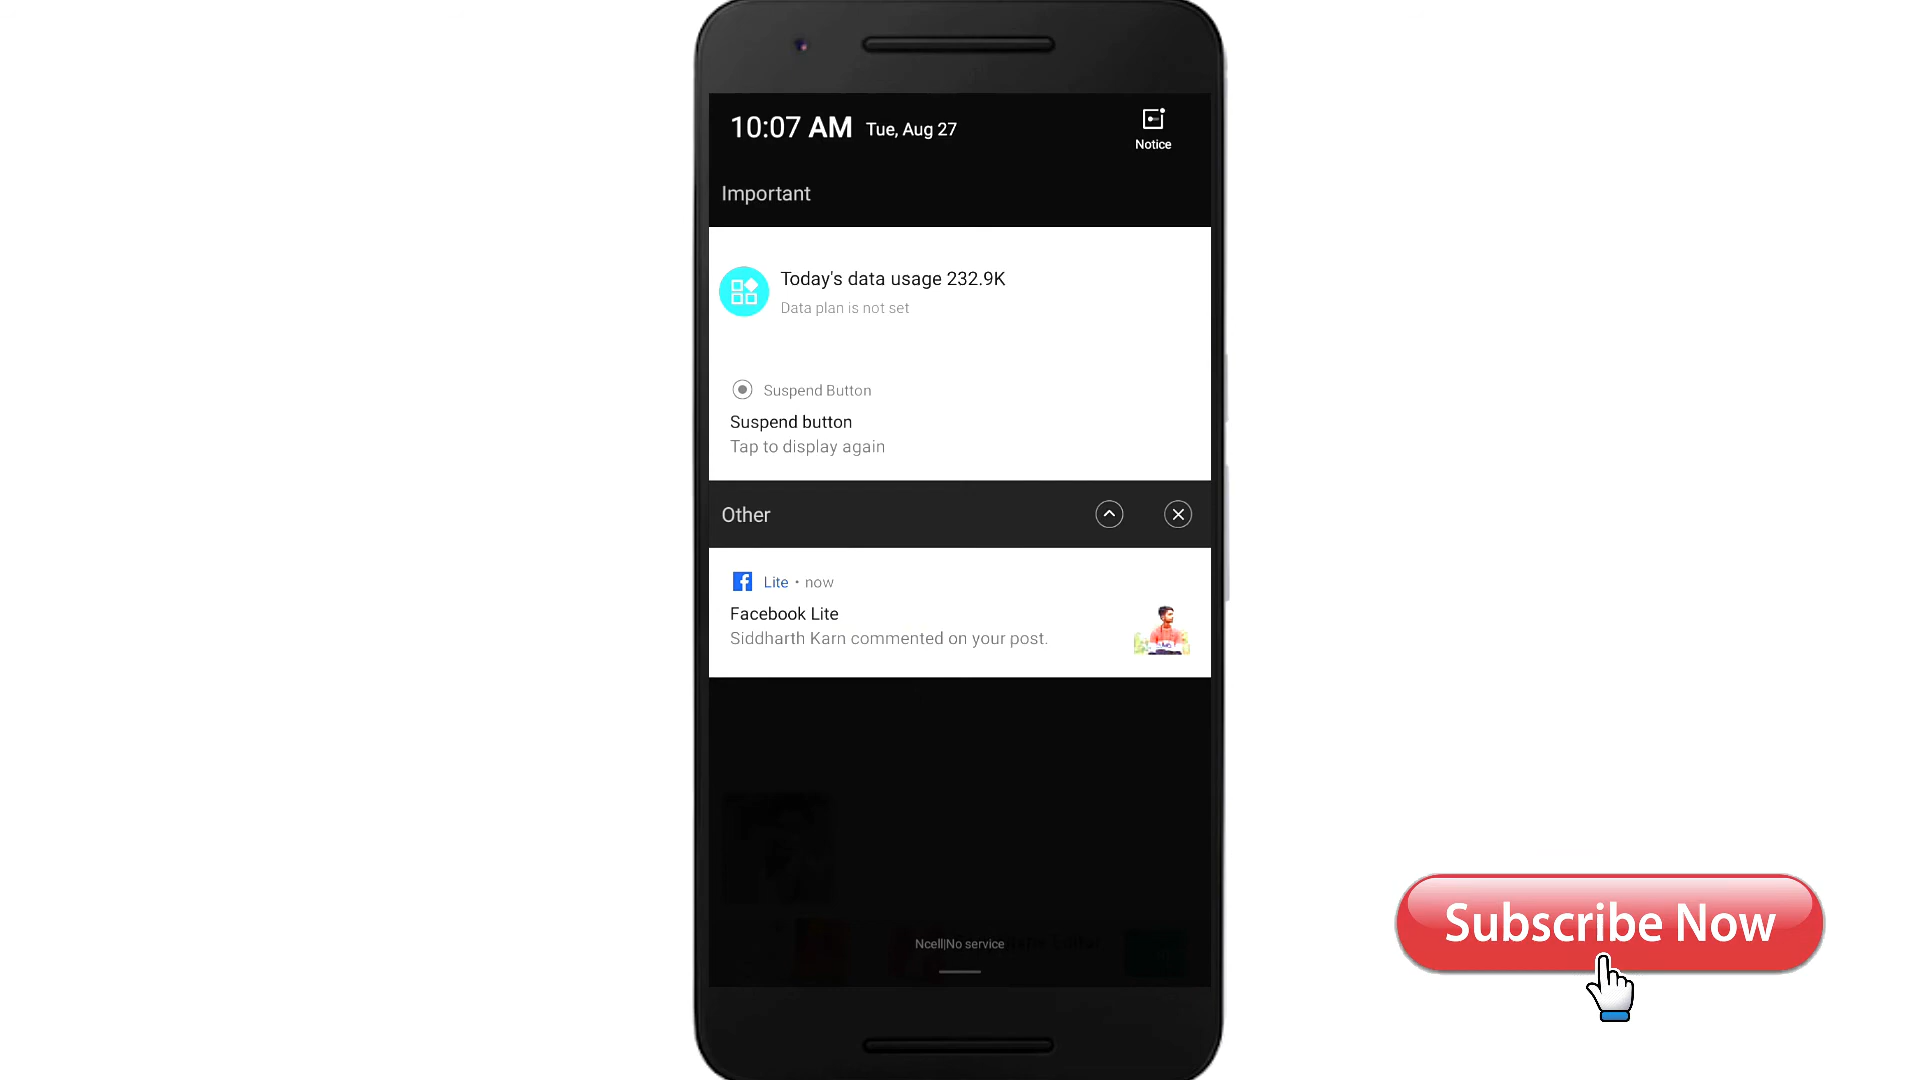 10:07 AM Tue, Aug 27
Notice
Important
Today's data usage 232.9K
Data plan is not set
Suspend Button
Suspend button
Tap to display again
Other
Lite • now
Facebook Lite
Siddharth Karn commented on your post.
Ncell|No service
Subscribe Now